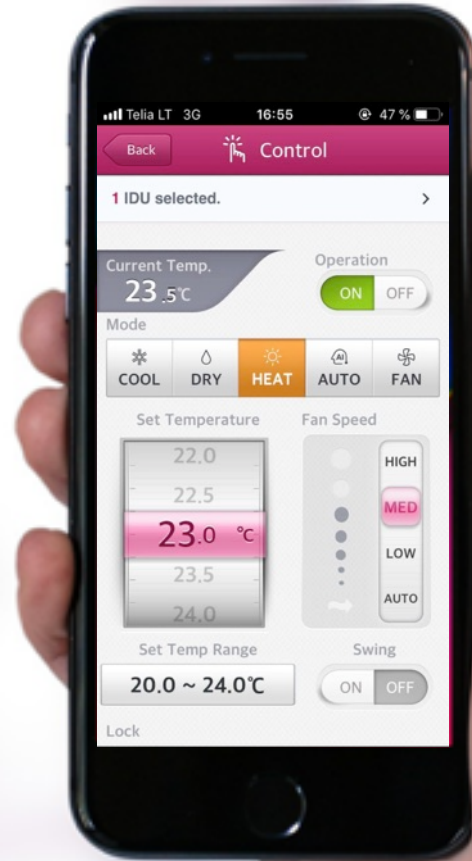 Telia LT 3G 16:55 47 %
Back Control
1 IDU selected.
Current Temp.
23.5℃
Operation
ON OFF
Mode
COOL DRY HEAT AUTO FAN
AI
Set Temperature
22.0
22.5
23.0 ℃
23.5
24.0
Fan Speed
HIGH
MED
LOW
AUTO
Set Temp Range
20.0 ~ 24.0℃
Swing
ON OFF
Lock